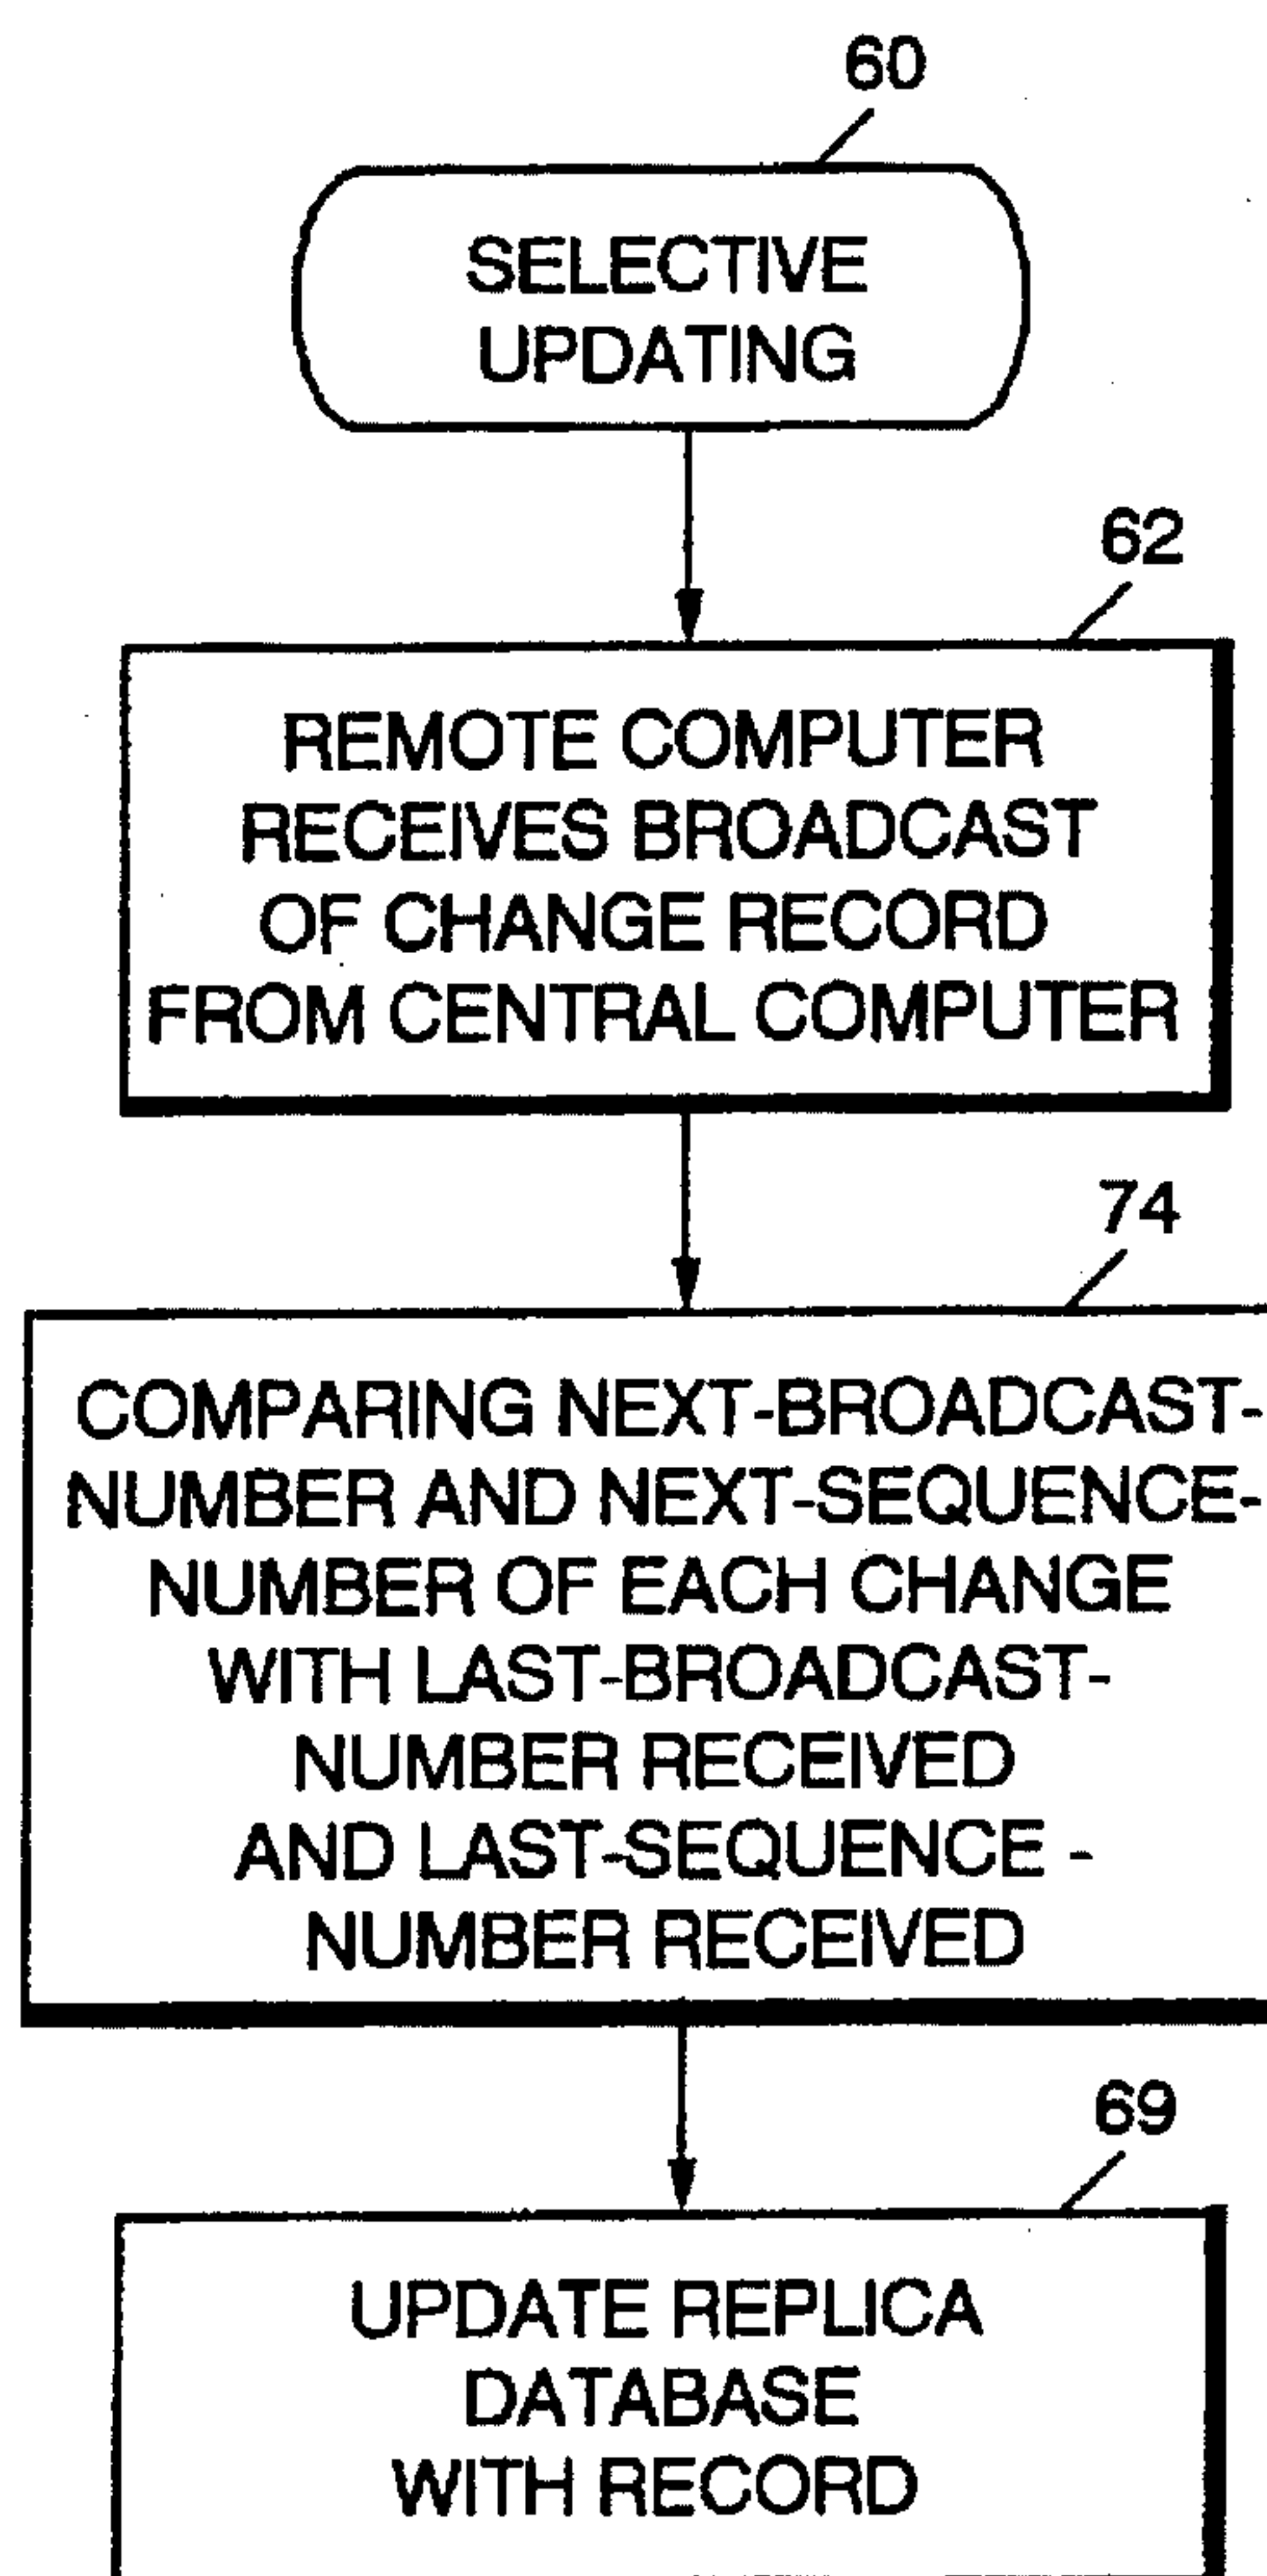 60
SELECTIVE
UPDATING
62
REMOTE COMPUTER
RECEIVES BROADCAST
OF CHANGE RECORD
FROM CENTRAL COMPUTER
74
COMPARING NEXT-BROADCAST-
NUMBER AND NEXT-SEQUENCE-
NUMBER OF EACH CHANGE
WITH LAST-BROADCAST-
NUMBER RECEIVED
AND LAST-SEQUENCE -
NUMBER RECEIVED
69
UPDATE REPLICA
DATABASE
WITH RECORD